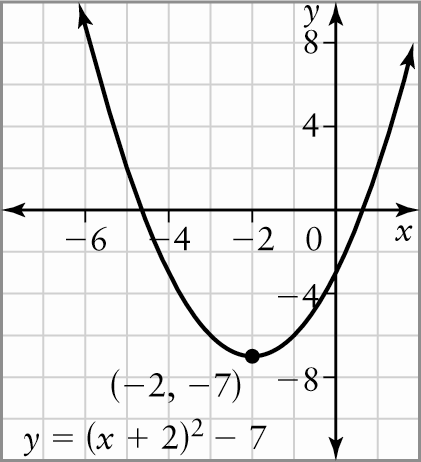 y
8
4
−6 −4 −2 0 x
−4
(−2, −7)
−8
y = (x + 2)² − 7